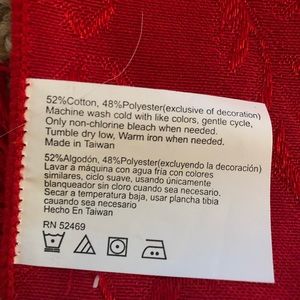 52%Cotton, 48%Polyester(exclusive of decoration)
Machine wash cold with like colors, gentle cycle,
Only non-chlorine bleach when needed.
Tumble dry low, Warm iron when needed.
Made in Taiwan
52%Algodón, 48%Polyester(excluyendo la decoración)
Lavar a máquina con agua fria con colores
similares, ciclo suave, usando únicamente
blanqueador sin cloro cuando sea necesario.
Secar a temperatura baja, usar plancha tibia
cauando sea necesario
Hecho En Taiwan
RN 52469